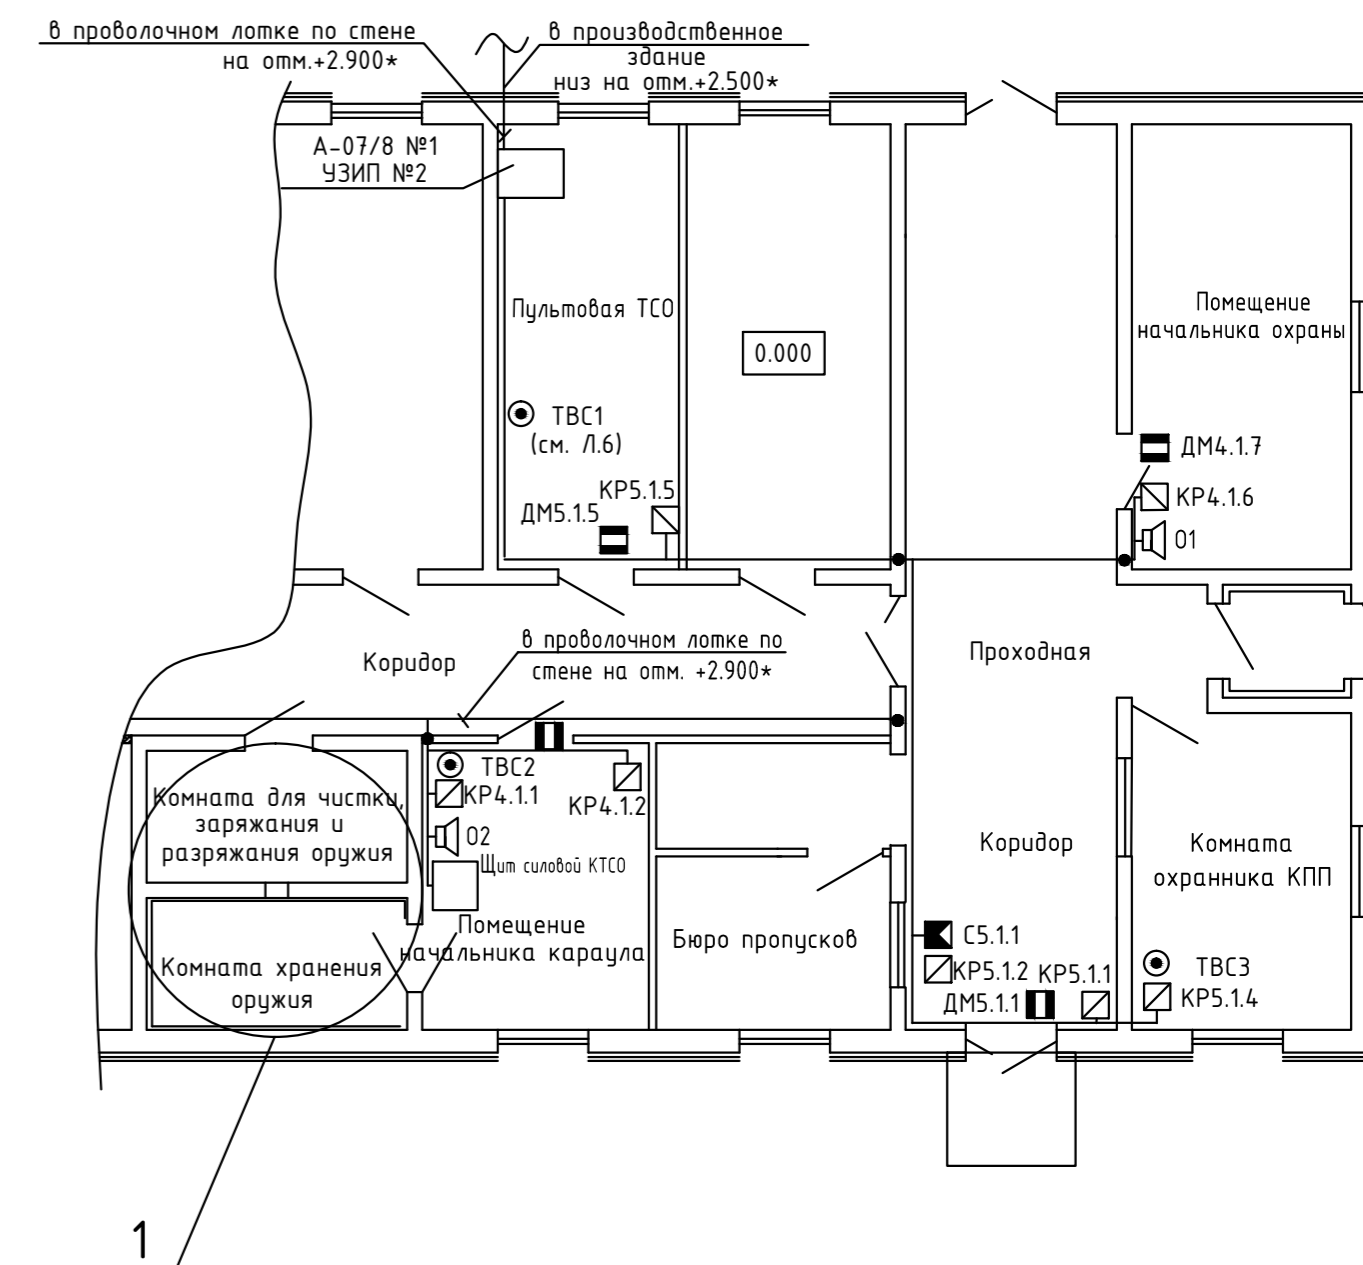 в проволочном лотке по стене
на отм.+2.900*
в производственное
здание
низ на отм.+2.500*
А-07/8 №1
УЗИП №2
Пультовая ТСО
0.000
Помещение
начальника охраны
ТВС1
(см. Л.6)
КР5.1.5
ДМ5.1.5
ДМ4.1.7
КР4.1.6
О1
Коридор
в проволочном лотке по
стене на отм. +2.900*
Проходная
ТВС2
КР4.1.1
КР4.1.2
О2
Щит силовой КТСО
Комната для чистки,
заряжания и
разряжания оружия
Помещение
начальника караула
Комната хранения
оружия
Бюро пропусков
Коридор
Комната
охранника КПП
С5.1.1
КР5.1.2
КР5.1.1
ДМ5.1.1
ТВС3
КР5.1.4
1